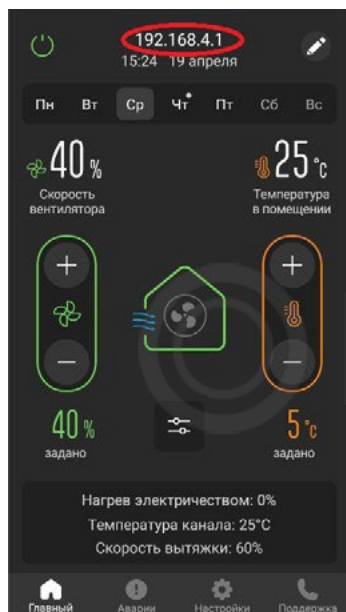 192.168.4.1
15:24 19 апреля
Пн Вт Ср Чт Пт Сб Вс
40 % 25 °c
Скорость вентилятора
Температура в помещении
40 % 5 °c
задано задано
Нагрев электричеством: 0%
Температура канала: 25°C
Скорость вытяжки: 60%
Главный Аварии Настройки Поддержка